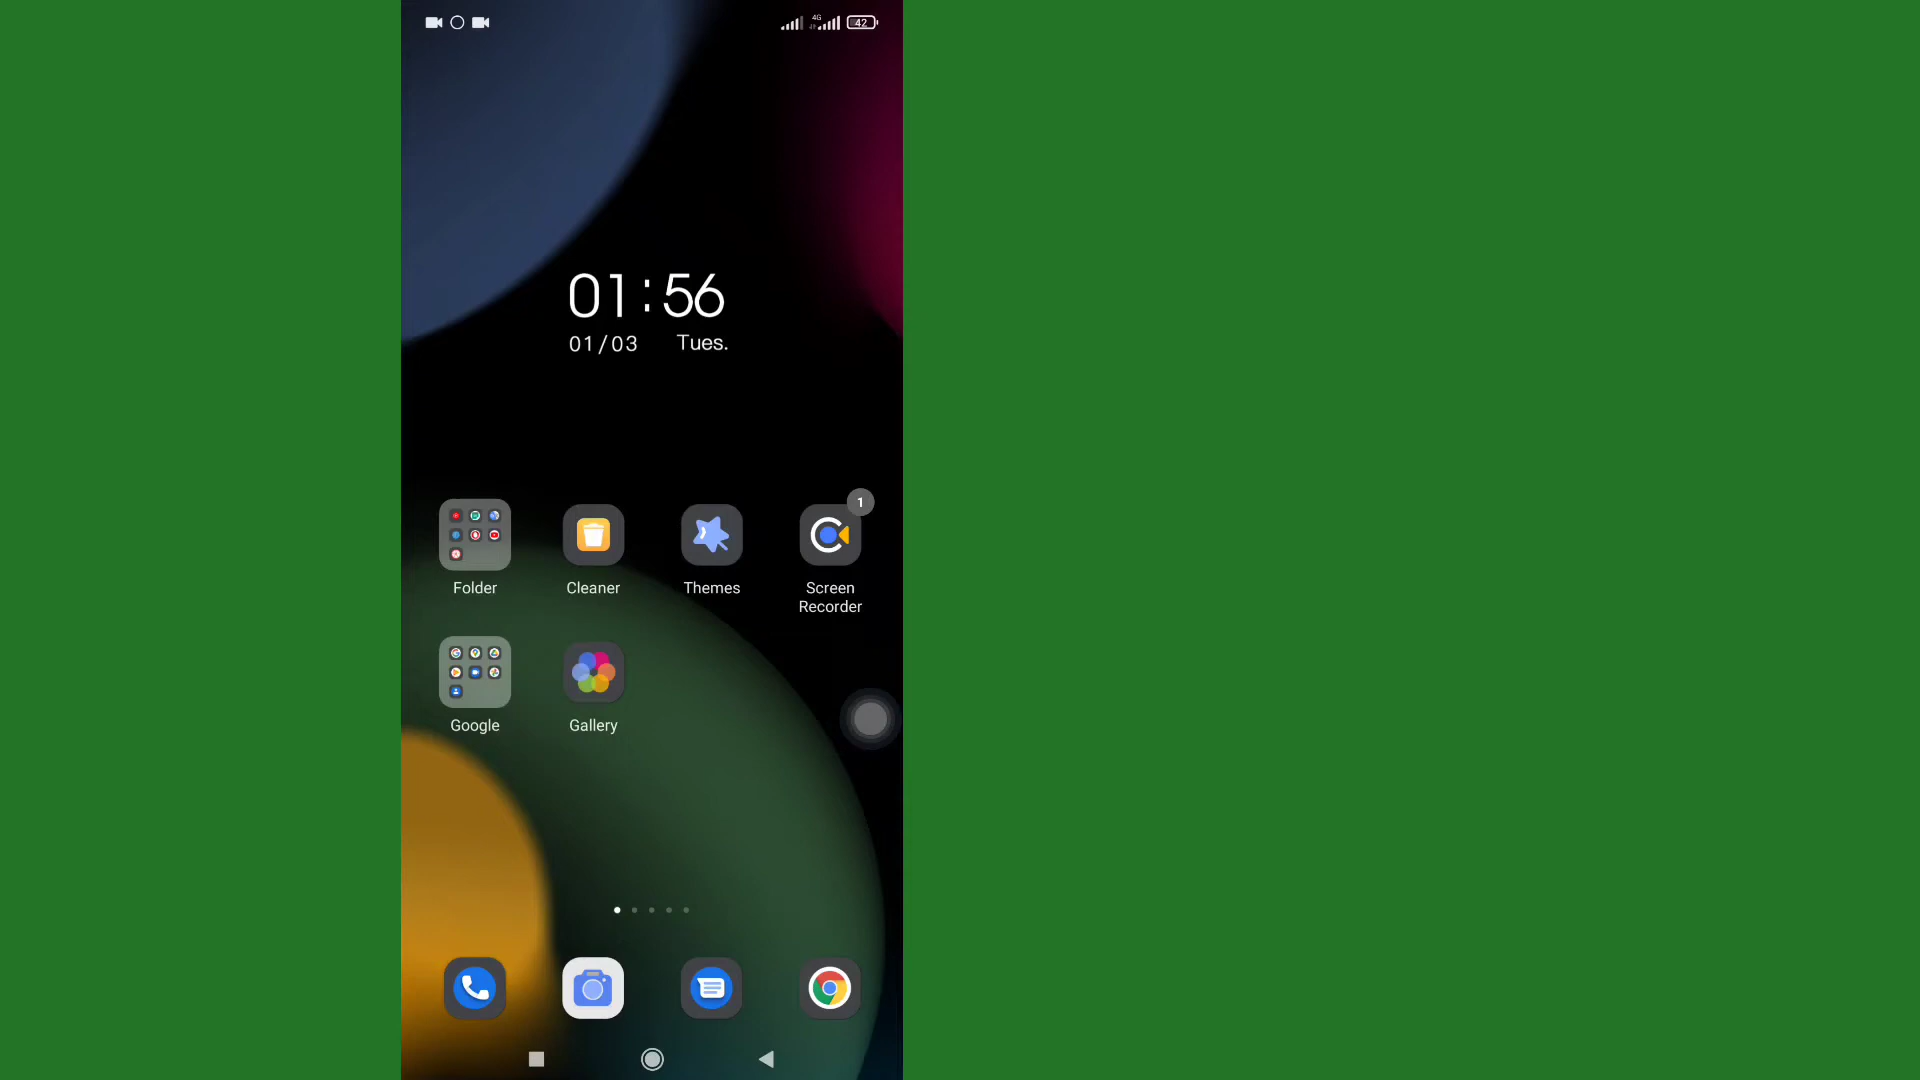 4G
42
01:56
01/03 Tues.
1
Folder
Cleaner
Themes
Screen
Recorder
Google
Gallery